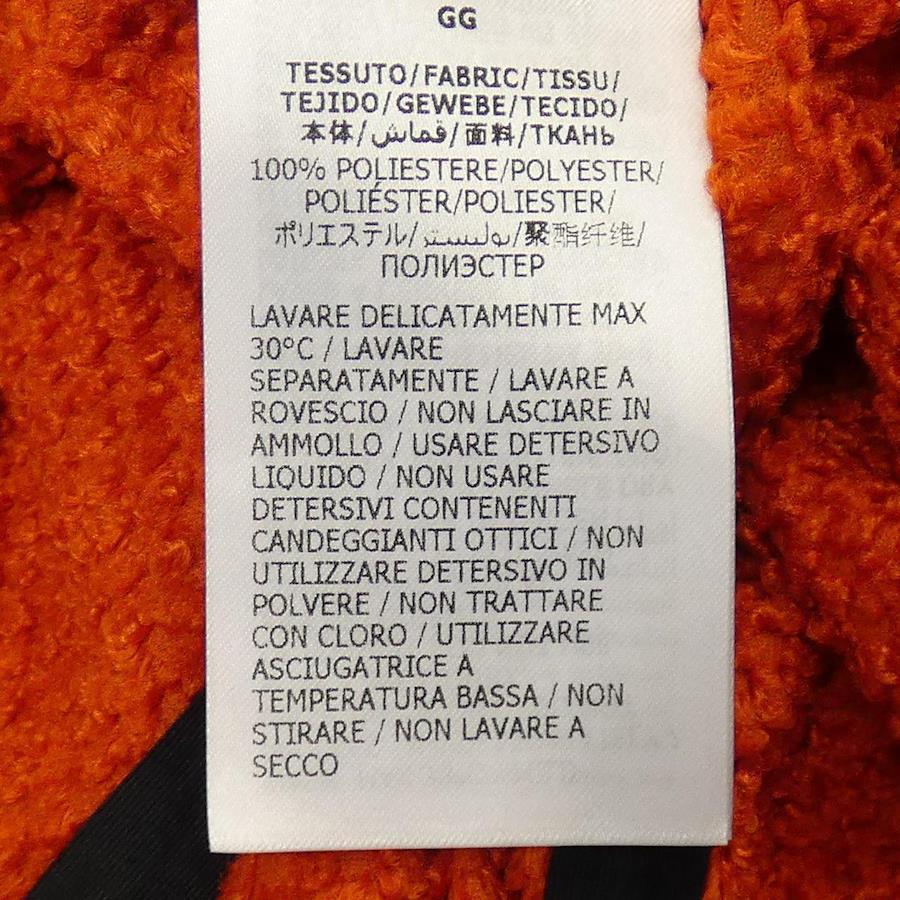 GG
TESSUTO/FABRIC/TISSU/
TEJIDO/GEWEBE/TECIDO/
本体/قماش/面料/ТКАНЬ
100% POLIESTERE/POLYESTER/
POLIÉSTER/POLIESTER/
ポリエステル/بوليستر/聚酯纤维/
ПОЛИЭСТЕР
LAVARE DELICATAMENTE MAX
30°C / LAVARE
SEPARATAMENTE / LAVARE A
ROVESCIO / NON LASCIARE IN
AMMOLLO / USARE DETERSIVO
LIQUIDO / NON USARE
DETERSIVI CONTENENTI
CANDEGGIANTI OTTICI / NON
UTILIZZARE DETERSIVO IN
POLVERE / NON TRATTARE
CON CLORO / UTILIZZARE
ASCIUGATRICE A
TEMPERATURA BASSA / NON
STIRARE / NON LAVARE A
SECCO